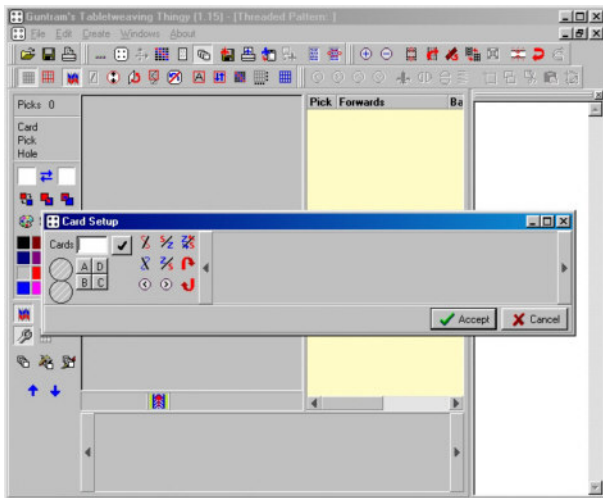 Guntram's Tabletweaving Thingy [1.15] - [Threaded Pattern: ]
File Edit Create Windows About
Picks 0
Pick Forwards Ba
Card
Pick
Hole
Card Setup
Cards
A D
B C
Accept Cancel